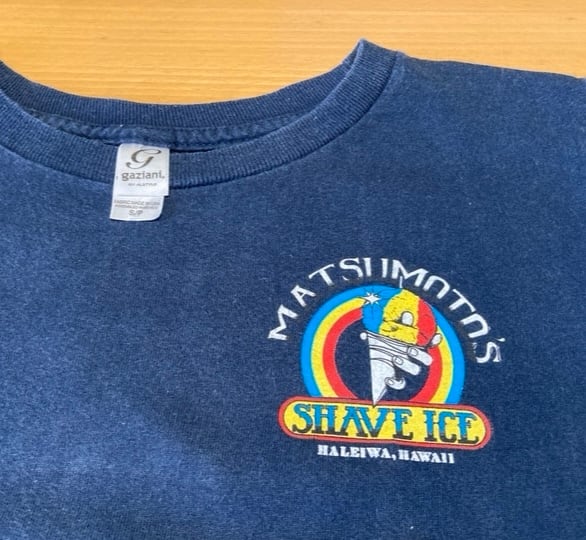 G
gaziani.
S/P
MATSUMOTO'S
SHAVE ICE
HALEIWA, HAWAII